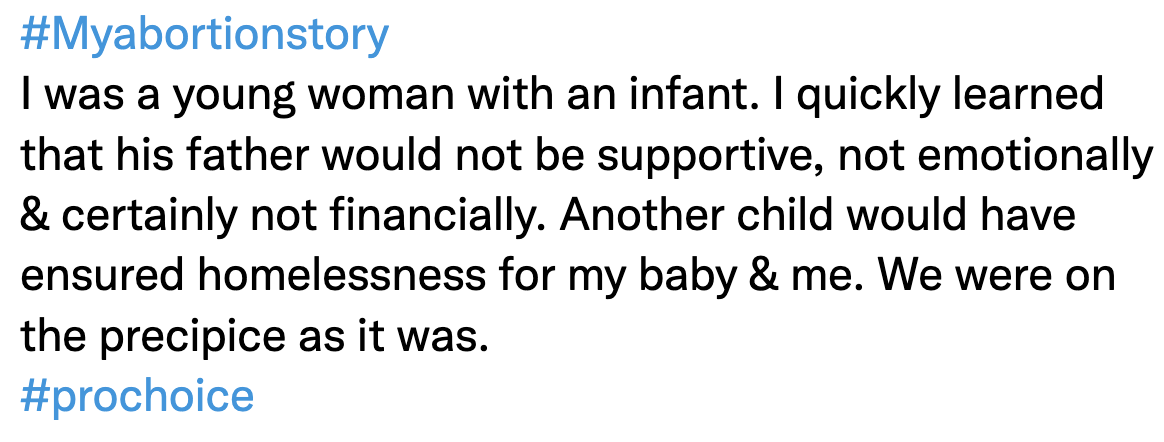 #Myabortionstory
I was a young woman with an infant. I quickly learned
that his father would not be supportive, not emotionally
& certainly not financially. Another child would have
ensured homelessness for my baby & me. We were on
the precipice as it was.
#prochoice